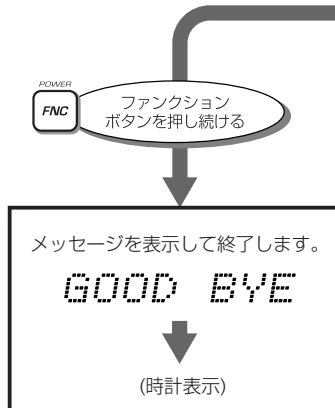 POWER
FNC
ファンクション
ボタンを押し続ける
メッセージを表示して終了します。
GOOD BYE
(時計表示)